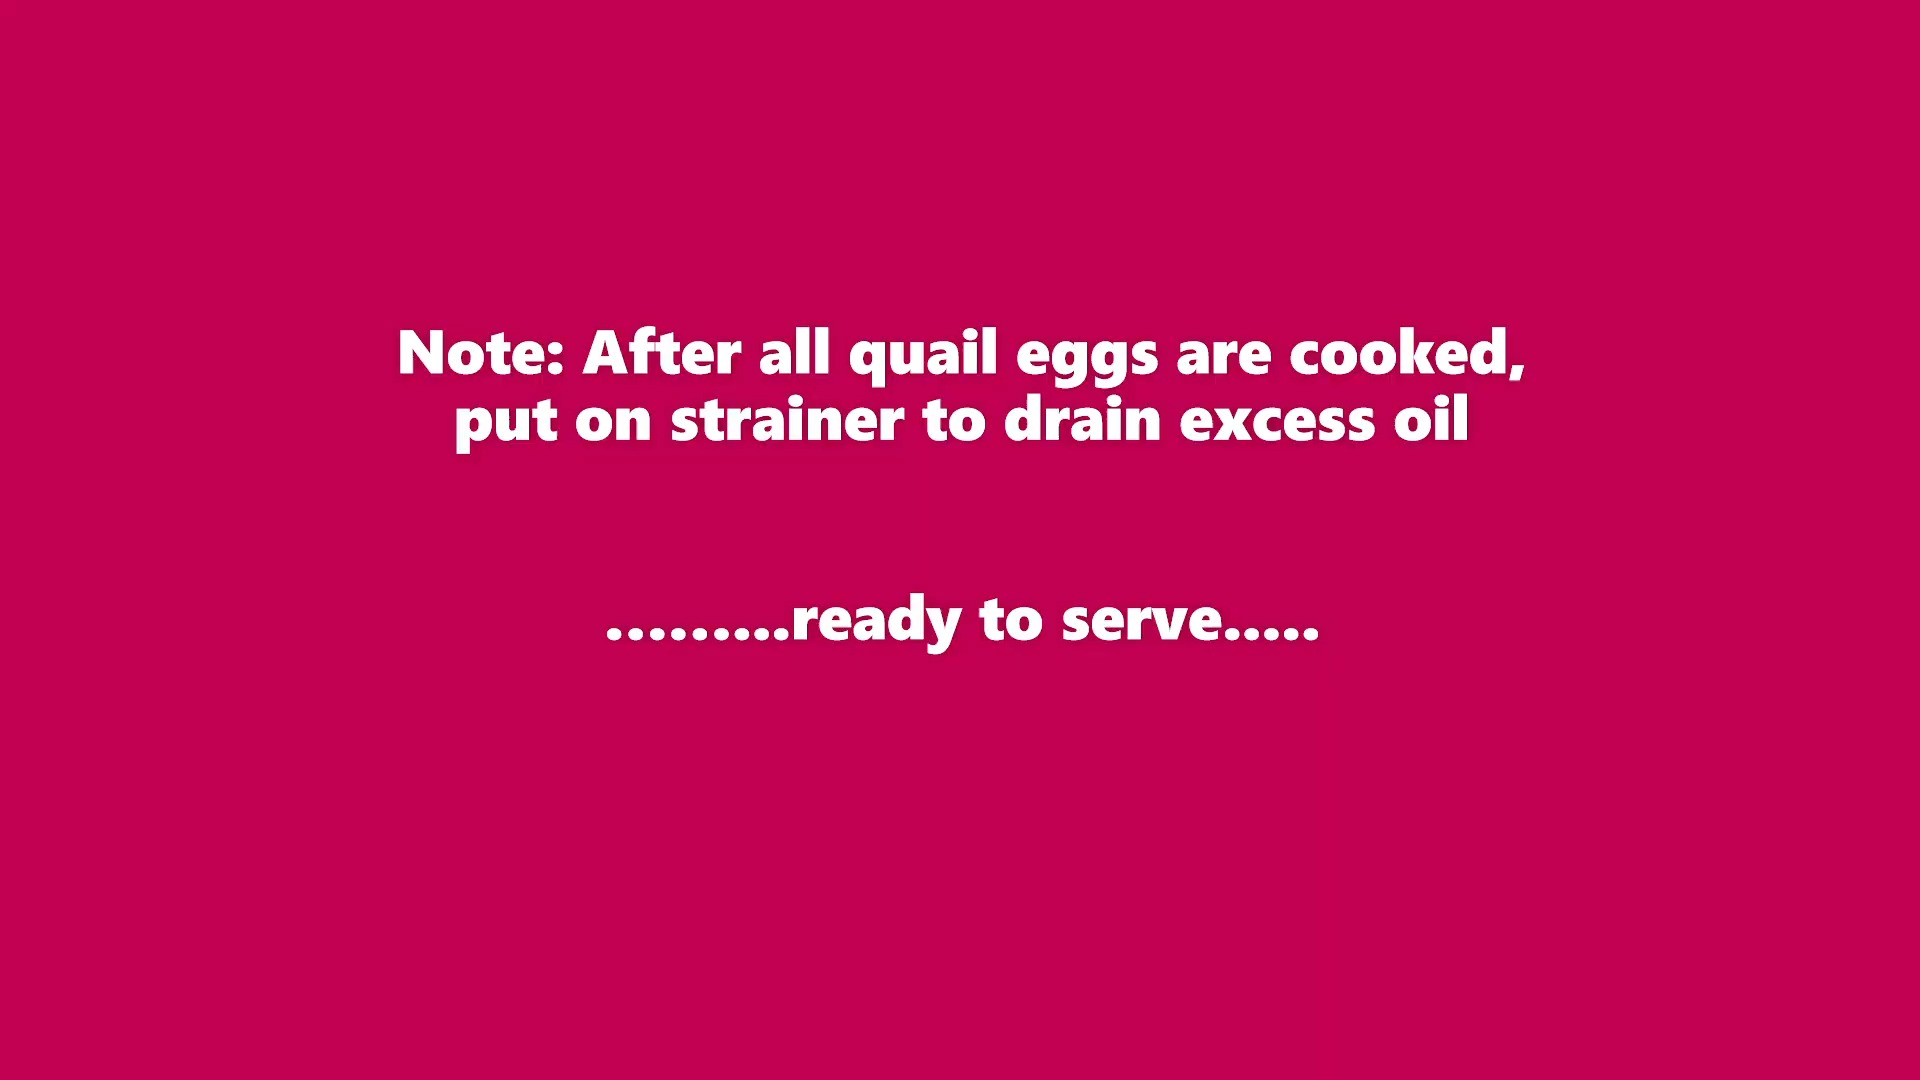 Note: After all quail eggs are cooked,
put on strainer to drain excess oil
.........ready to serve.....